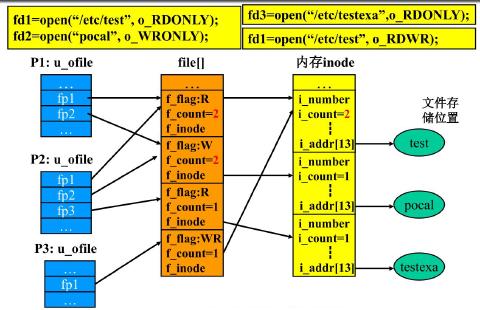 fd1=open(“/etc/test”, o_RDONLY);
fd2=open(“pocal”, o_WRONLY);
fd3=open(“/etc/testexa”,o_RDONLY);
fd1=open(“/etc/test”, o_RDWR);
P1: u_ofile
…
fp1
fp2
…
P2: u_ofile
fp1
fp2
fp3
…
P3: u_ofile
…
fp1
…
file[]
…
f_flag:R
f_count=2
f_inode
f_flag:W
f_count=2
f_inode
f_flag:R
f_count=1
f_inode
f_flag:WR
f_count=1
f_inode
内存inode
…
i_number
i_count=2
i_addr[13]
i_number
i_count=1
i_addr[13]
i_number
i_count=1
i_addr[13]
文件存
储位置
test
pocal
testexa